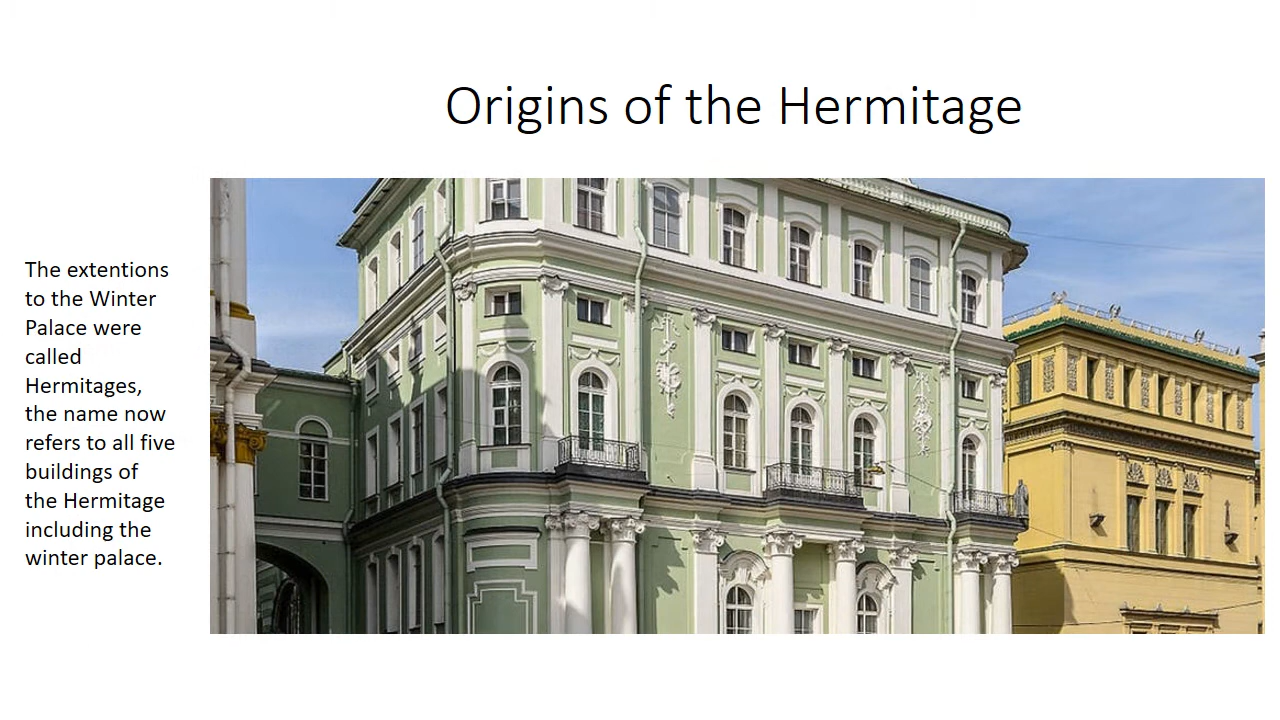 Origins of the Hermitage
The extentions
to the Winter
Palace were
called
Hermitages,
the name now
refers to all five
buildings of
the Hermitage
including the
winter palace.